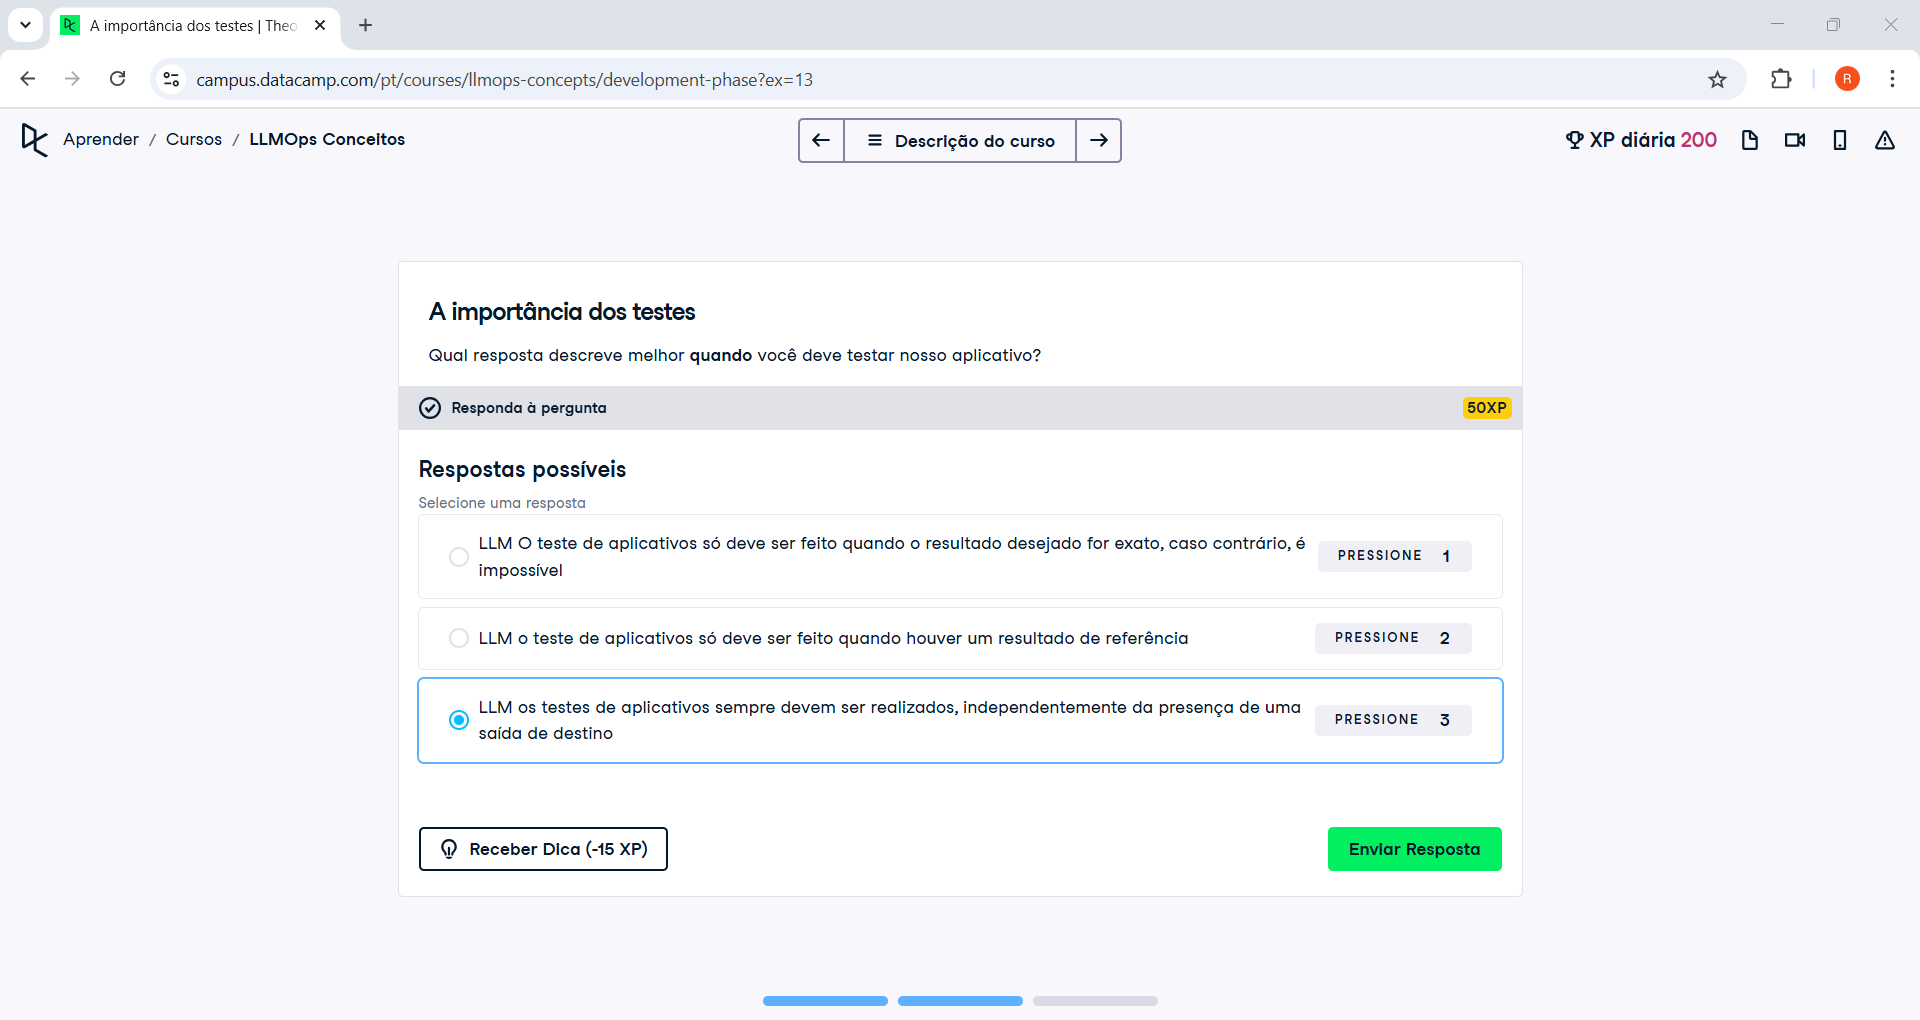 A importância dos testes | Theo
campus.datacamp.com/pt/courses/llmops-concepts/development-phase?ex=13
R
Aprender / Cursos / LLMOps Conceitos
Descrição do curso
XP diária 200
A importância dos testes
Qual resposta descreve melhor quando você deve testar nosso aplicativo?
Responda à pergunta
50XP
Respostas possíveis
Selecione uma resposta
LLM O teste de aplicativos só deve ser feito quando o resultado desejado for exato, caso contrário, é
impossível
PRESSIONE 1
LLM o teste de aplicativos só deve ser feito quando houver um resultado de referência
PRESSIONE 2
LLM os testes de aplicativos sempre devem ser realizados, independentemente da presença de uma
saída de destino
PRESSIONE 3
Receber Dica (-15 XP)
Enviar Resposta